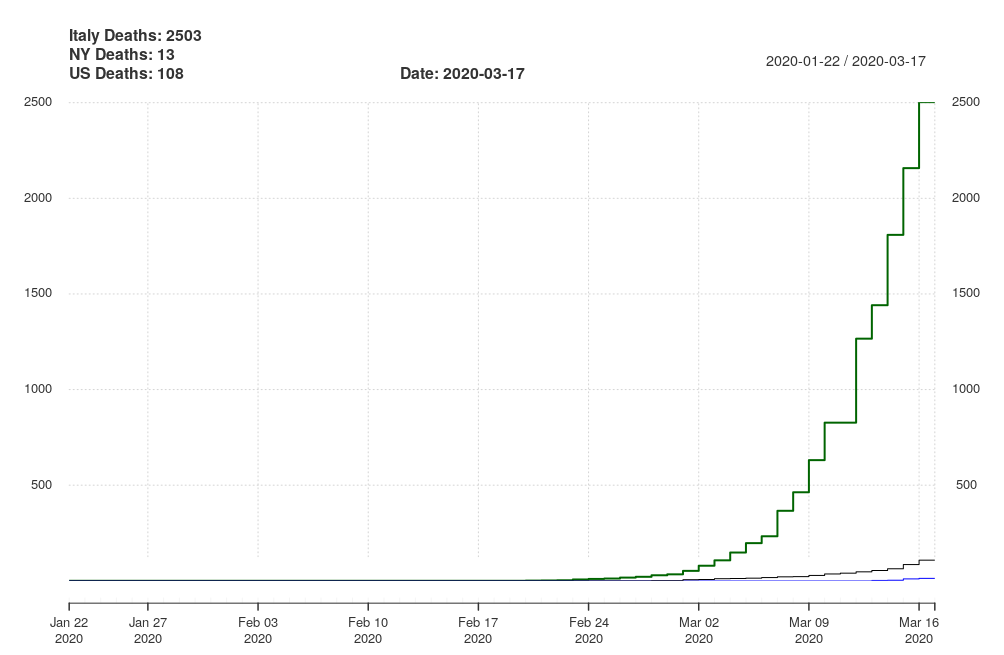 Italy Deaths: 2503
NY Deaths: 13
US Deaths: 108
Date: 2020-03-17
2020-01-22 / 2020-03-17
2500
2000
1500
1000
500
2500
2000
1500
1000
500
Jan 22
2020
Jan 27
2020
Feb 03
2020
Feb 10
2020
Feb 17
2020
Feb 24
2020
Mar 02
2020
Mar 09
2020
Mar 16
2020